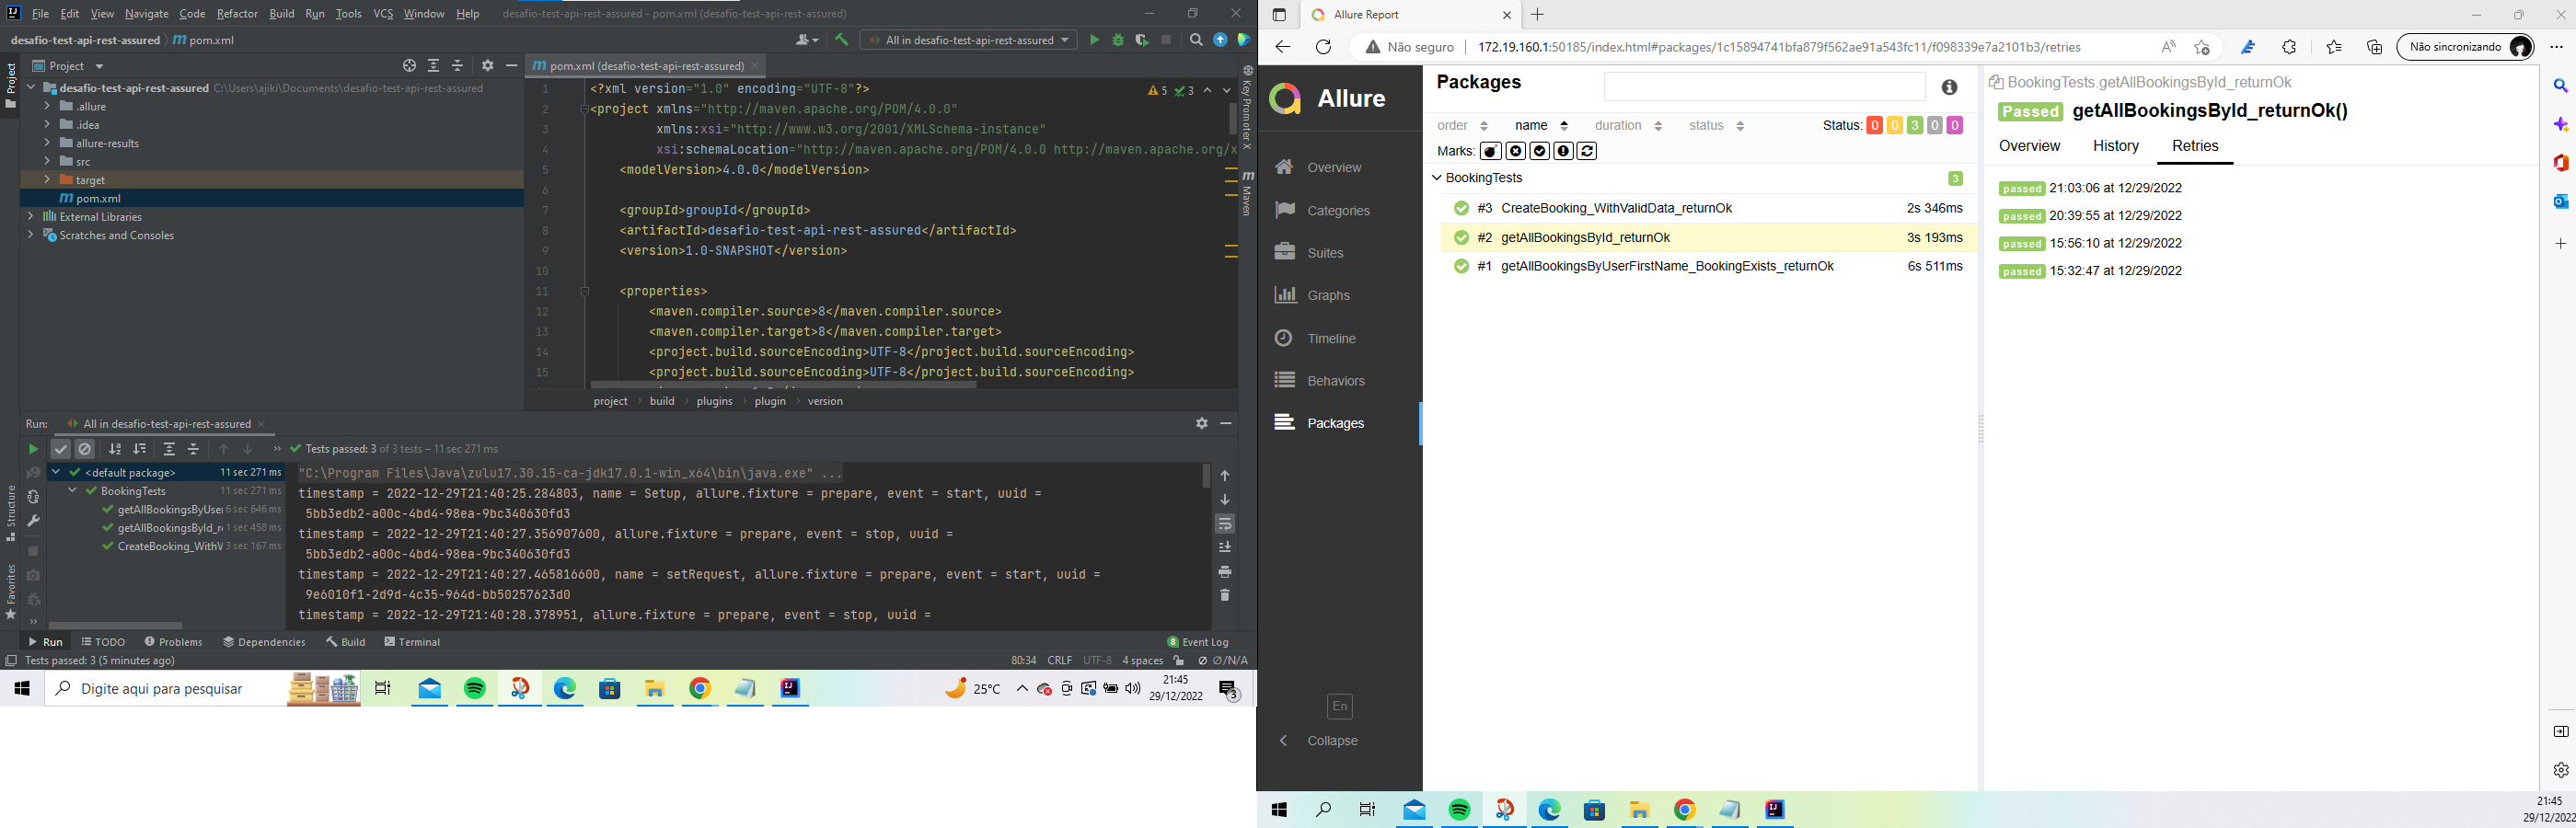 File Edit View Navigate Code Refactor Build Run Tools VCS Window Help desafio-test-api-rest-assured - pom.xml (desafio-test-api-rest-assured)
desafio-test-api-rest-assured pom.xml
All in desafio-test-api-rest-assured
Project
desafio-test-api-rest-assured C:\Users\ajiki\Documents\desafio-test-api-rest-assured
.allure
.idea
allure-results
src
target
pom.xml
External Libraries
Scratches and Consoles
Project
Structure
Favorites
pom.xml (desafio-test-api-rest-assured)
1 <?xml version="1.0" encoding="UTF-8"?>
2 <project xmlns="http://maven.apache.org/POM/4.0.0"
3 xmlns:xsi="http://www.w3.org/2001/XMLSchema-instance"
4 xsi:schemaLocation="http://maven.apache.org/POM/4.0.0 http://maven.apache.org/x
5 <modelVersion>4.0.0</modelVersion>
6
7 <groupId>groupId</groupId>
8 <artifactId>desafio-test-api-rest-assured</artifactId>
9 <version>1.0-SNAPSHOT</version>
10
11 <properties>
12 <maven.compiler.source>8</maven.compiler.source>
13 <maven.compiler.target>8</maven.compiler.target>
14 <project.build.sourceEncoding>UTF-8</project.build.sourceEncoding>
15 <project.build.sourceEncoding>UTF-8</project.build.sourceEncoding>
5 3
Key Promoter X
Maven
project build plugins plugin version
Run: All in desafio-test-api-rest-assured
Tests passed: 3 of 3 tests – 11 sec 271 ms
<default package> 11 sec 271 ms
BookingTests 11 sec 271 ms
getAllBookingsByUser 6 sec 646 ms
getAllBookingsById_r 1 sec 458 ms
CreateBooking_WithV 3 sec 167 ms
"C:\Program Files\Java\zulu17.30.15-ca-jdk17.0.1-win_x64\bin\java.exe" ...
timestamp = 2022-12-29T21:40:25.284803, name = Setup, allure.fixture = prepare, event = start, uuid =
5bb3edb2-a00c-4bd4-98ea-9bc340630fd3
timestamp = 2022-12-29T21:40:27.356907600, allure.fixture = prepare, event = stop, uuid =
5bb3edb2-a00c-4bd4-98ea-9bc340630fd3
timestamp = 2022-12-29T21:40:27.465816600, name = setRequest, allure.fixture = prepare, event = start, uuid =
9e6010f1-2d9d-4c35-964d-bb50257623d0
timestamp = 2022-12-29T21:40:28.378951, allure.fixture = prepare, event = stop, uuid =
Run TODO Problems Dependencies Build Terminal 8 Event Log
Tests passed: 3 (5 minutes ago) 80:34 CRLF UTF-8 4 spaces Ø/N/A
Digite aqui para pesquisar 25°C 21:45
29/12/2022 3
Allure Report
Não seguro 172.19.160.1:50185/index.html#packages/1c15894741bfa879f562ae91a543fc11/f098339e7a2101b3/retries Não sincronizando
Allure
Overview
Categories
Suites
Graphs
Timeline
Behaviors
Packages
En
Collapse
Packages
order name duration status Status: 0 0 3 0 0
Marks:
BookingTests 3
#3 CreateBooking_WithValidData_returnOk 2s 346ms
#2 getAllBookingsById_returnOk 3s 193ms
#1 getAllBookingsByUserFirstName_BookingExists_returnOk 6s 511ms
BookingTests.getAllBookingsById_returnOk
Passed getAllBookingsById_returnOk()
Overview History Retries
passed 21:03:06 at 12/29/2022
passed 20:39:55 at 12/29/2022
passed 15:56:10 at 12/29/2022
passed 15:32:47 at 12/29/2022
21:45
29/12/2022